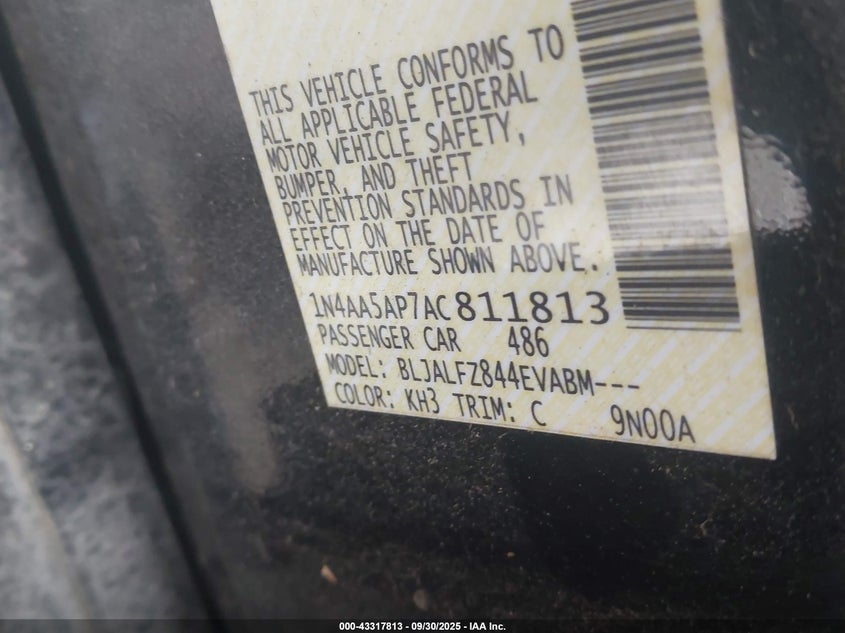 THIS VEHICLE CONFORMS TO
ALL APPLICABLE FEDERAL
MOTOR VEHICLE SAFETY,
BUMPER, AND THEFT
PREVENTION STANDARDS IN
EFFECT ON THE DATE OF
MANUFACTURE SHOWN ABOVE.
1N4AA5AP7AC811813
PASSENGER CAR 486
MODEL: BLJALFZ844EVABM---
COLOR: KH3 TRIM: C 9N00A
000-43317813 - 09/30/2025 - IAA Inc.